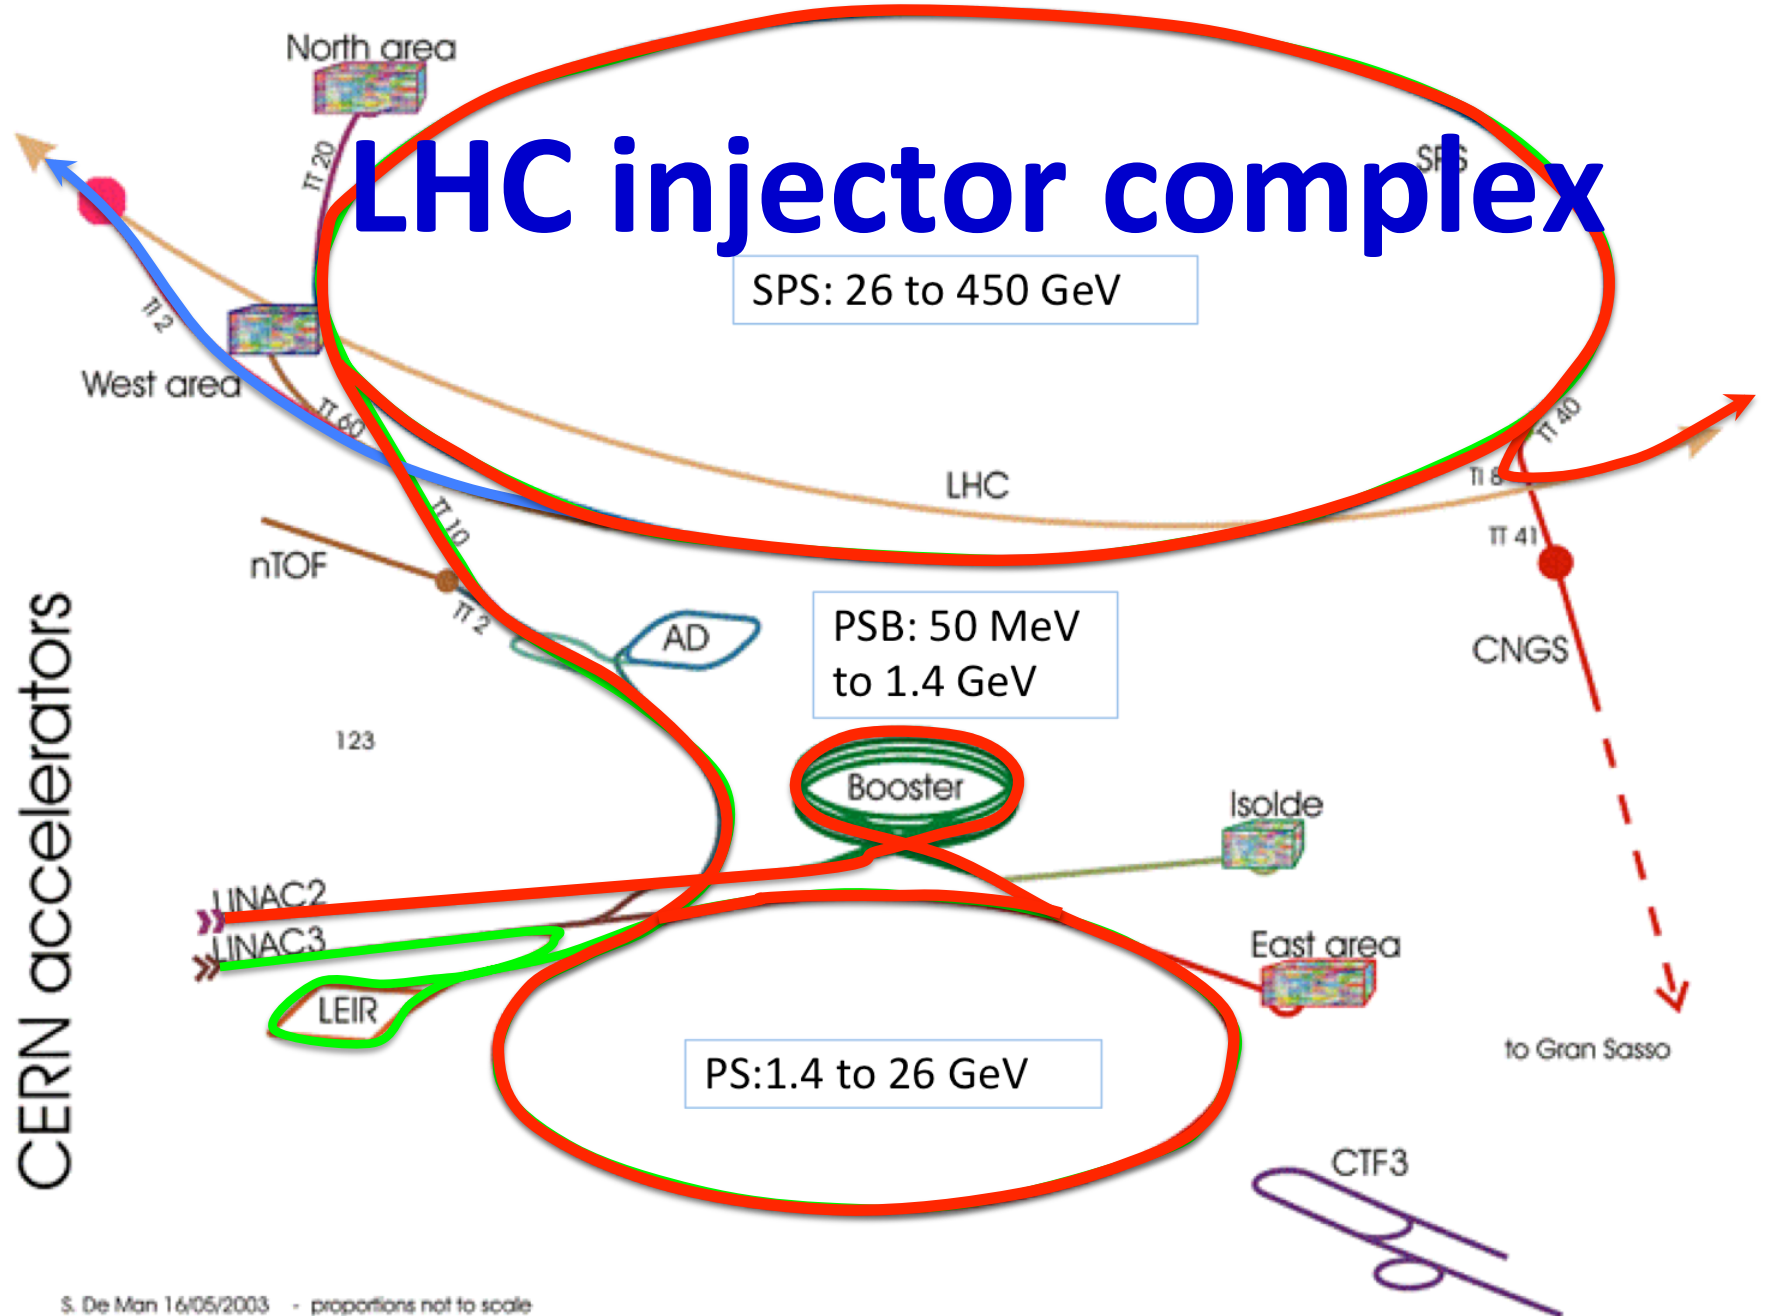 North area
LHC injector complex
SPS
TT 20
SPS: 26 to 450 GeV
TI 2
West area
TT 60
TT 40
LHC
TI 8
TT 10
TT 41
nTOF
TT 2
AD
PSB: 50 MeV
to 1.4 GeV
CNGS
123
Booster
Isolde
LINAC2
LINAC3
East area
LEIR
to Gran Sasso
PS:1.4 to 26 GeV
CTF3
CERN accelerators
S. De Man 16/05/2003 - proportions not to scale